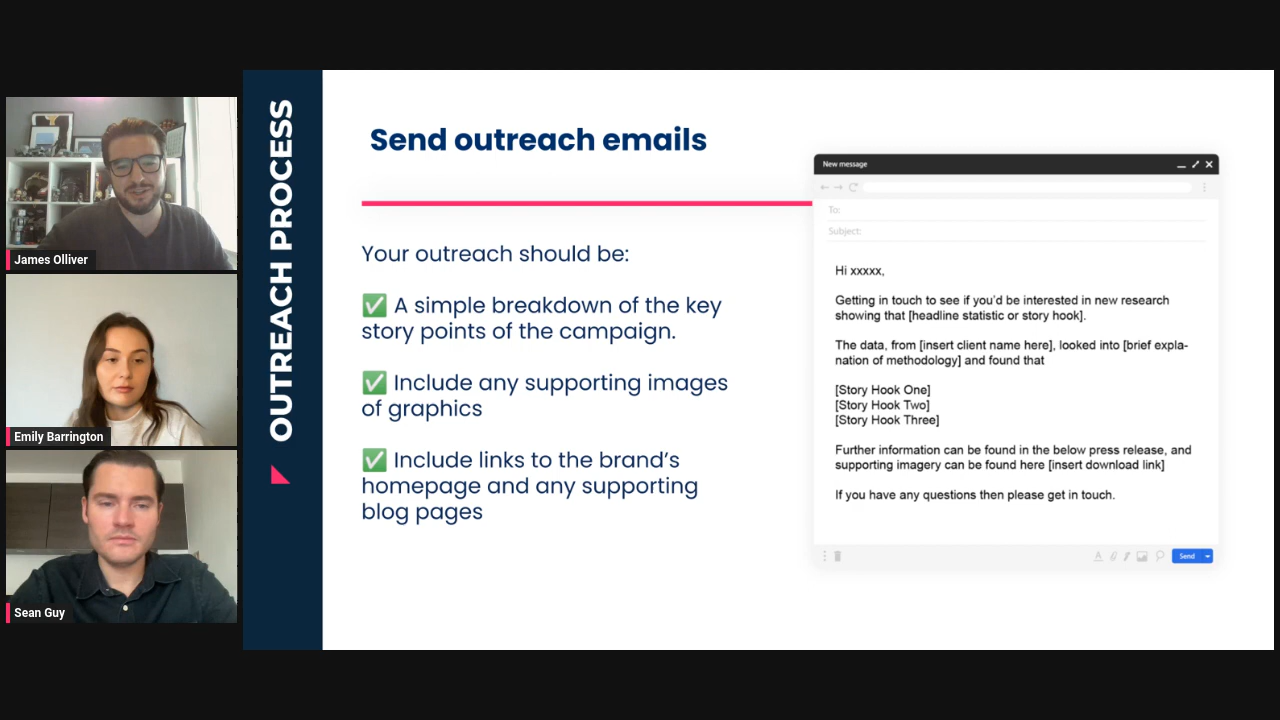 James Olliver
Emily Barrington
Sean Guy
OUTREACH PROCESS
Send outreach emails
Your outreach should be:
✅ A simple breakdown of the key
story points of the campaign.
✅ Include any supporting images
of graphics
✅ Include links to the brand’s
homepage and any supporting
blog pages
New message
To:
Subject:
Hi xxxxx,
Getting in touch to see if you’d be interested in new research
showing that [headline statistic or story hook].
The data, from [insert client name here], looked into [brief expla-
nation of methodology] and found that
[Story Hook One]
[Story Hook Two]
[Story Hook Three]
Further information can be found in the below press release, and
supporting imagery can be found here [insert download link]
If you have any questions then please get in touch.
Send